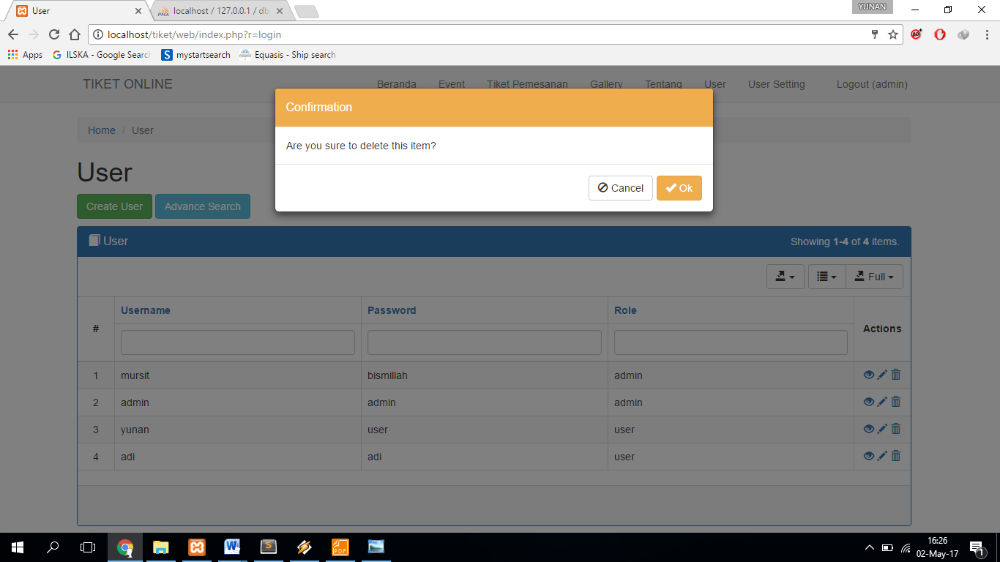 User
localhost / 127.0.0.1 / db
YUNAN
localhost/tiket/web/index.php?r=login
Apps ILSKA - Google Search mystartsearch Equasis - Ship search
TIKET ONLINE Beranda Event Tiket Pemesanan Gallery Tentang User User Setting Logout (admin)
Confirmation
Home / User
Are you sure to delete this item?
User
Cancel Ok
Create User Advance Search
User Showing 1-4 of 4 items.
Full
# Username Password Role Actions
1 mursit bismillah admin
2 admin admin admin
3 yunan user user
4 adi adi user
16:26
02-May-17
1